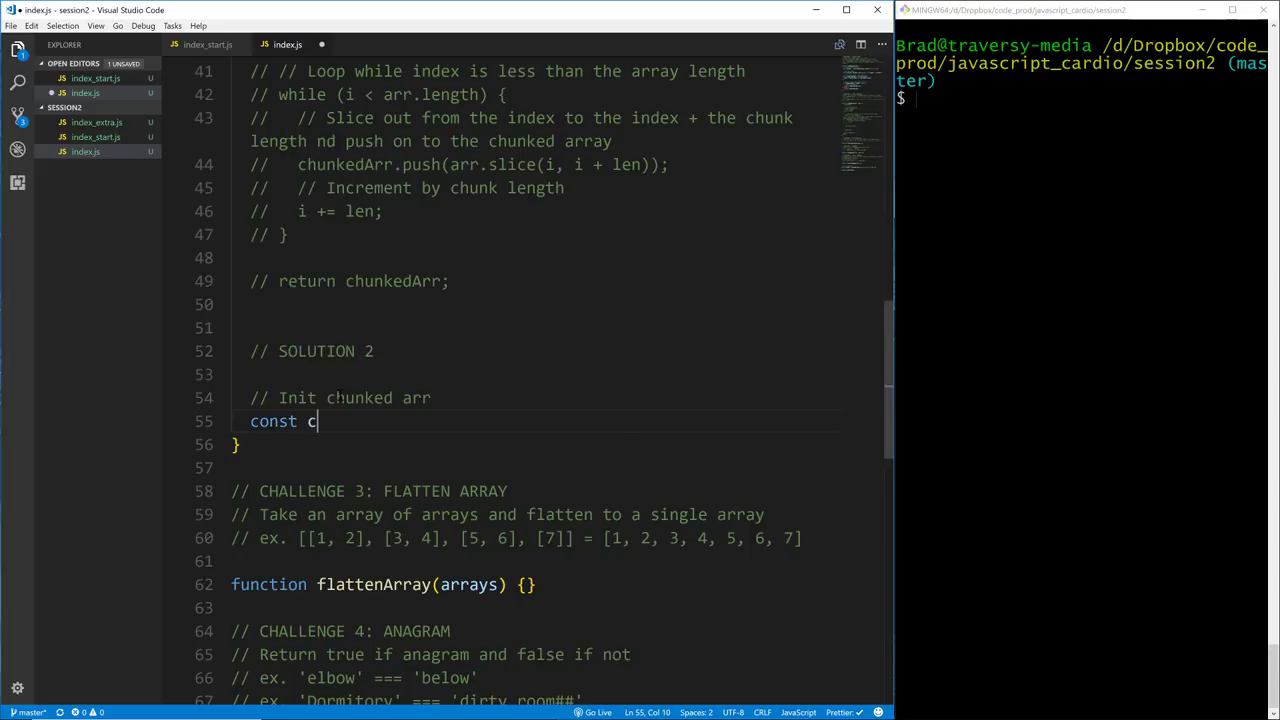 index.js - session2 - Visual Studio Code
File Edit Selection View Go Debug Tasks Help
EXPLORER
OPEN EDITORS 1 UNSAVED
index_start.js U
index.js U
SESSION2
index_extra.js U
index_start.js U
index.js U
index_start.js index.js
41 // Loop while index is less than the array length
42 // while (i < arr.length) {
43 // // Slice out from the index to the index + the chunk
length nd push on to the chunked array
44 // chunkedArr.push(arr.slice(i, i + len));
45 // // Increment by chunk length
46 // i += len;
47 // }
48
49 // return chunkedArr;
50
51
52 // SOLUTION 2
53
54 // Init chunked arr
55 const c
56 }
57
58 // CHALLENGE 3: FLATTEN ARRAY
59 // Take an array of arrays and flatten to a single array
60 // ex. [[1, 2], [3, 4], [5, 6], [7]] = [1, 2, 3, 4, 5, 6, 7]
61
62 function flattenArray(arrays) {}
63
64 // CHALLENGE 4: ANAGRAM
65 // Return true if anagram and false if not
66 // ex. 'elbow' === 'below'
67 // ex. 'Dormitory' === 'dirty room##'
master* 0 0 Go Live Ln 55, Col 10 Spaces: 2 UTF-8 CRLF JavaScript Prettier: ✓
MINGW64:/d/Dropbox/code_prod/javascript_cardio/session2
Brad@traversy-media /d/Dropbox/code_
prod/javascript_cardio/session2 (mas
ter)
$